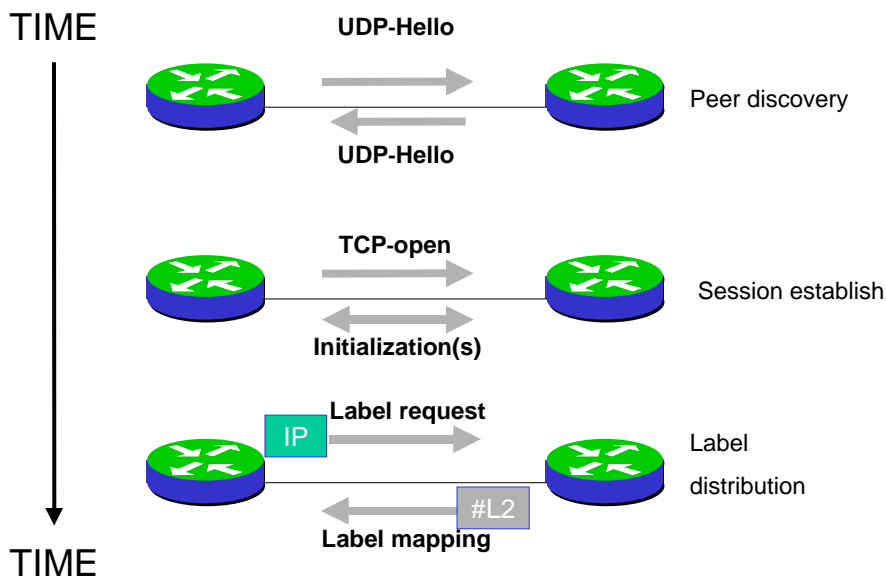 TIME
UDP-Hello
Peer discovery
UDP-Hello
TCP-open
Session establish
Initialization(s)
Label request
IP
Label
distribution
#L2
Label mapping
TIME